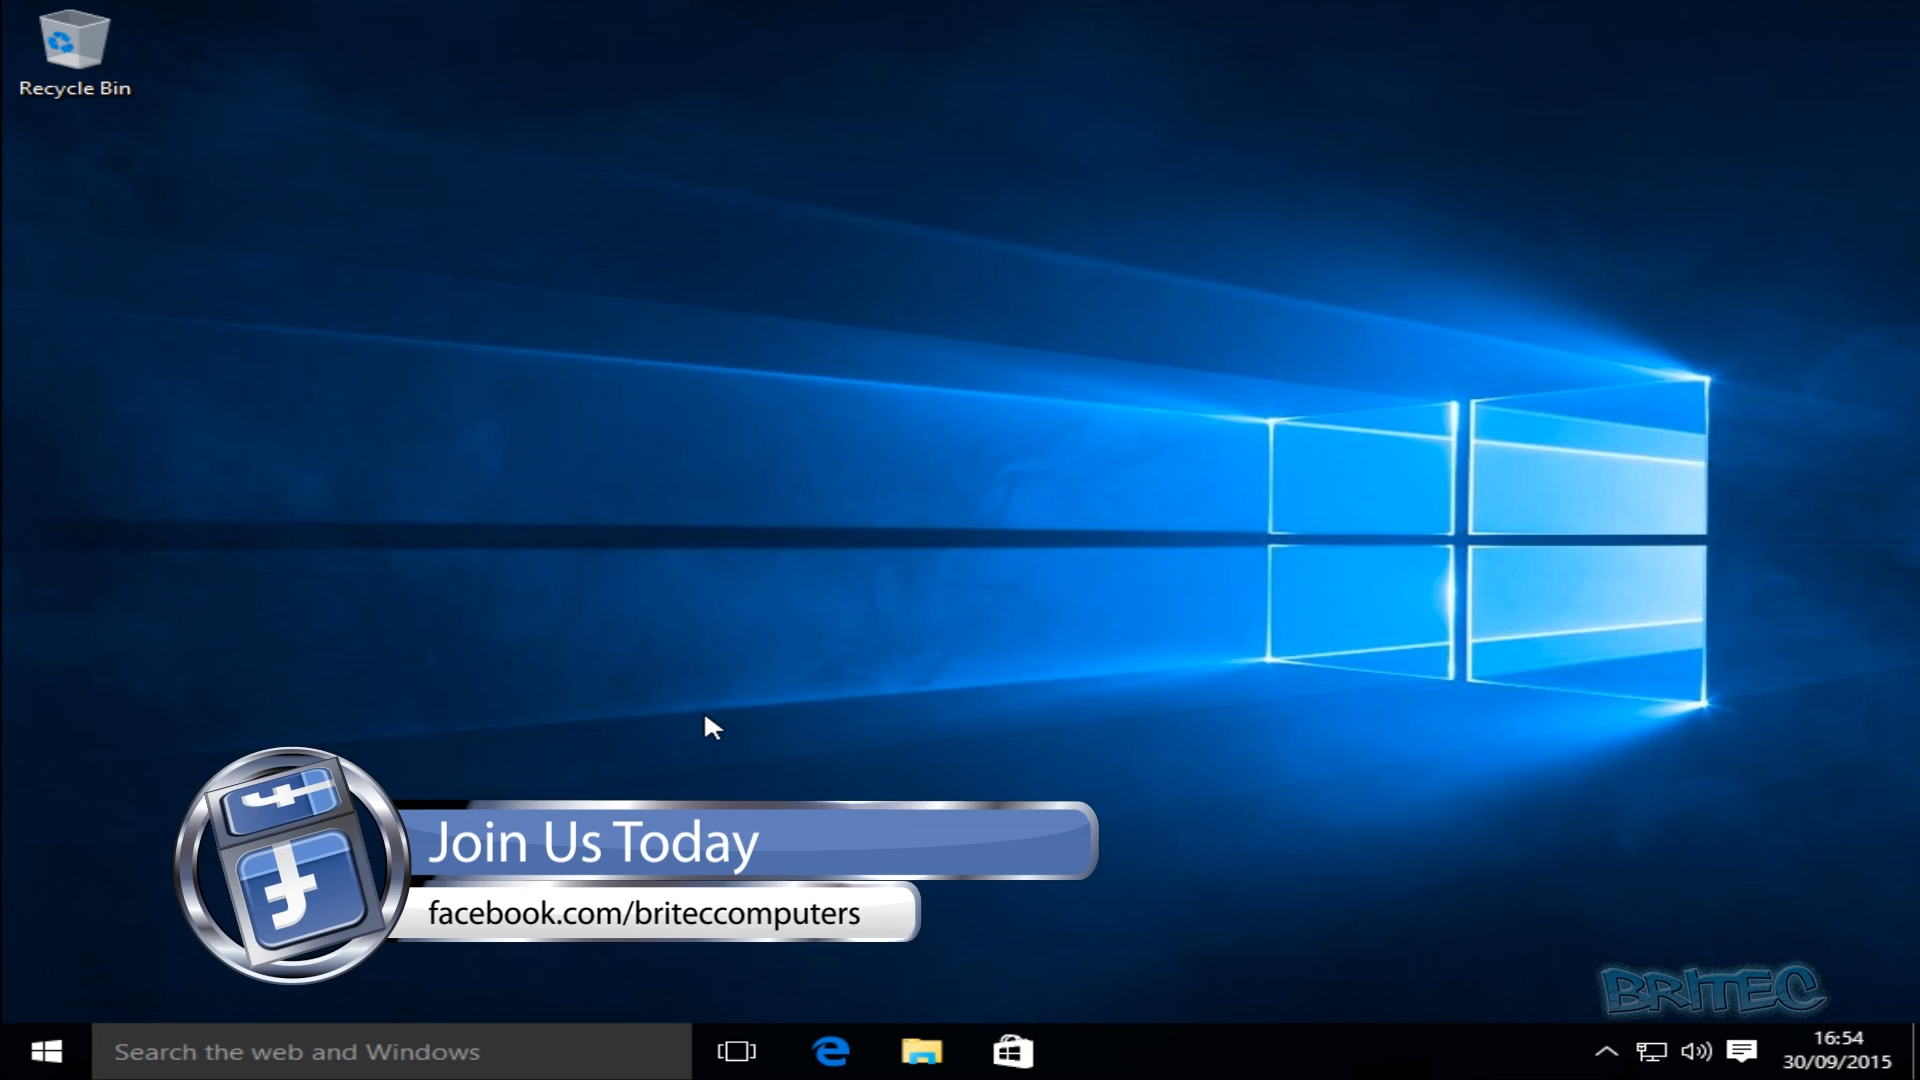 Recycle Bin
Join Us Today
facebook.com/briteccomputers
BRITEC
Search the web and Windows
16:54
30/09/2015